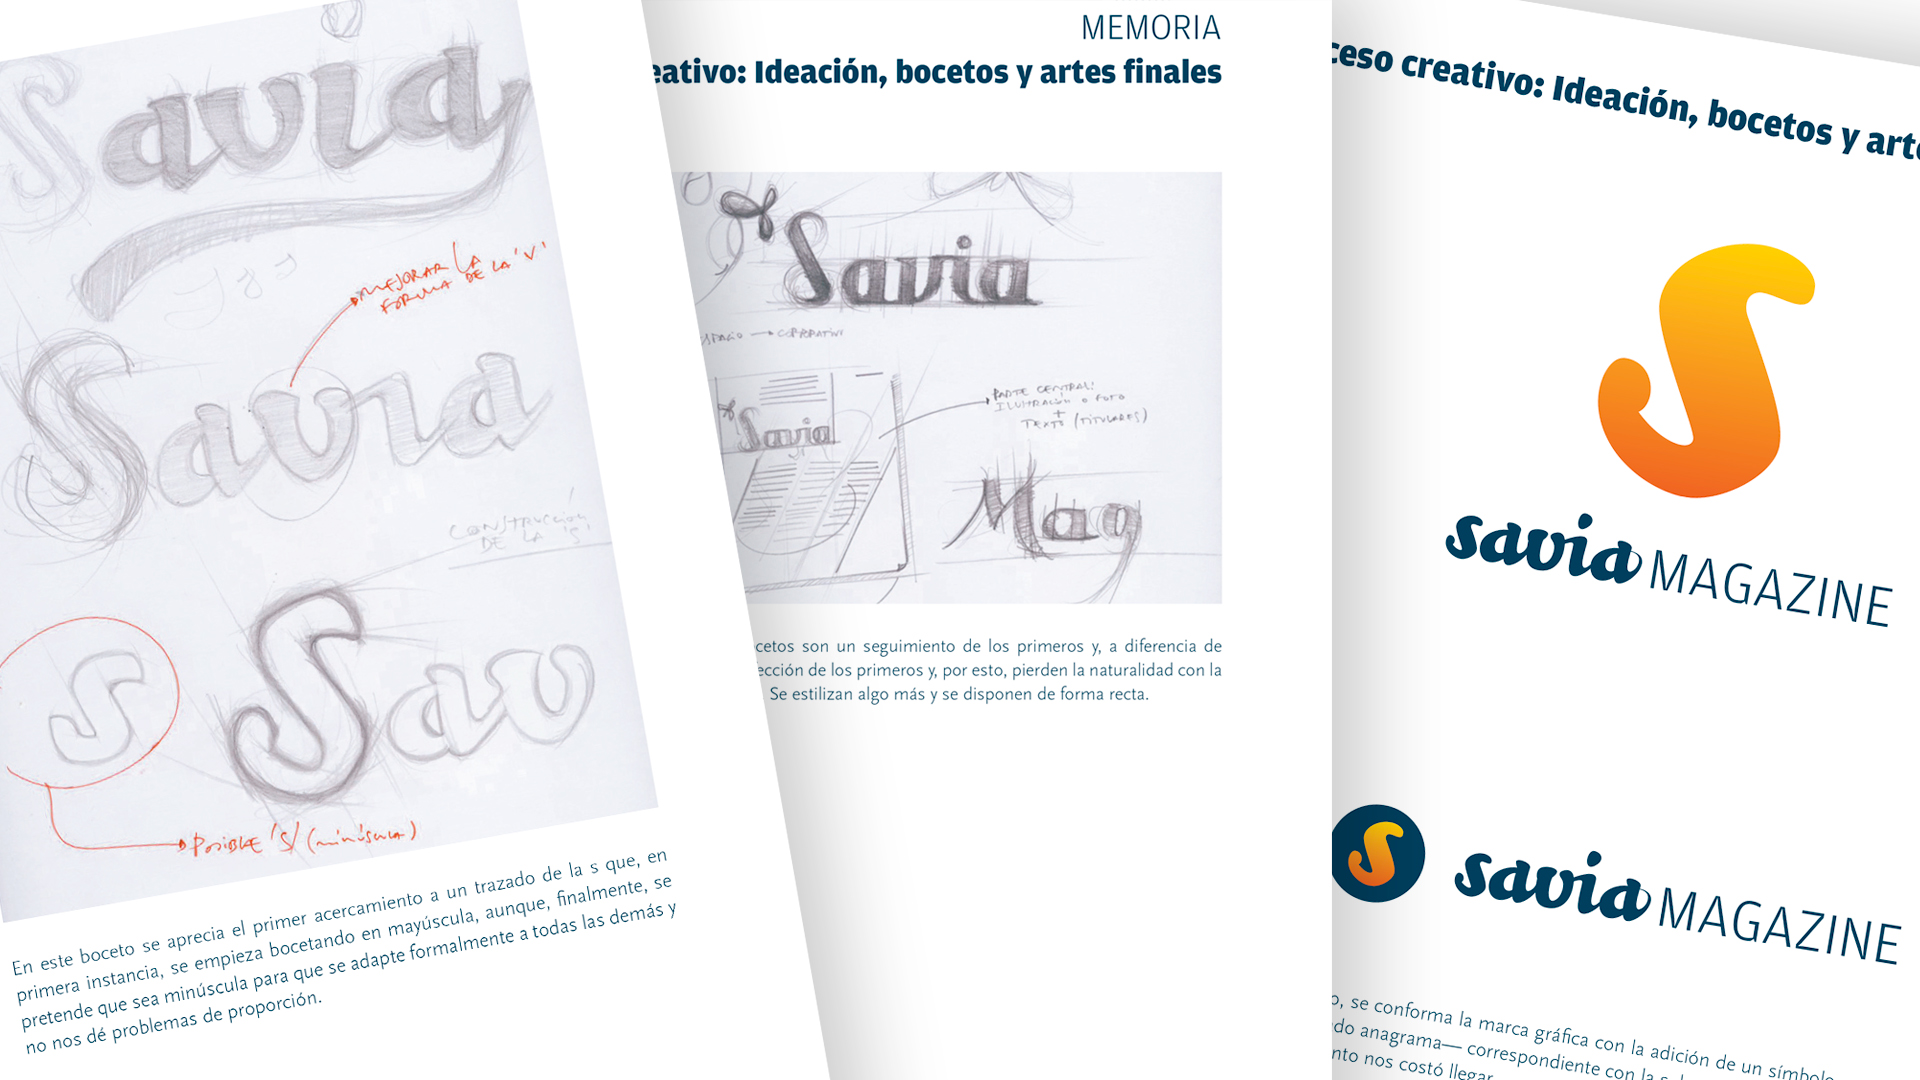 Savia
MEJORAR LA
FORMA DE LA 'V'
Savia
CONSTRUCCIÓN
DE LA 'S'
S
Sav
POSIBLE 'S' (minúscula)
En este boceto se aprecia el primer acercamiento a un trazado de la s que, en
primera instancia, se empieza bocetando en mayúscula, aunque, finalmente, se
pretende que sea minúscula para que se adapte formalmente a todas las demás y
no nos dé problemas de proporción.
MEMORIA
eativo: Ideación, bocetos y artes finales
Savia
CORPORATIVO
Savia
PARTE CENTRAL:
ILUSTRACIÓN O FOTO
+
TEXTO (TITULARES)
Mag
cetos son un seguimiento de los primeros y, a diferencia de
ección de los primeros y, por esto, pierden la naturalidad con la
Se estilizan algo más y se disponen de forma recta.
ceso creativo: Ideación, bocetos y arte
s
savia MAGAZINE
s savia MAGAZINE
o, se conforma la marca gráfica con la adición de un símbolo
do anagrama— correspondiente con la s
nto nos costó llegar